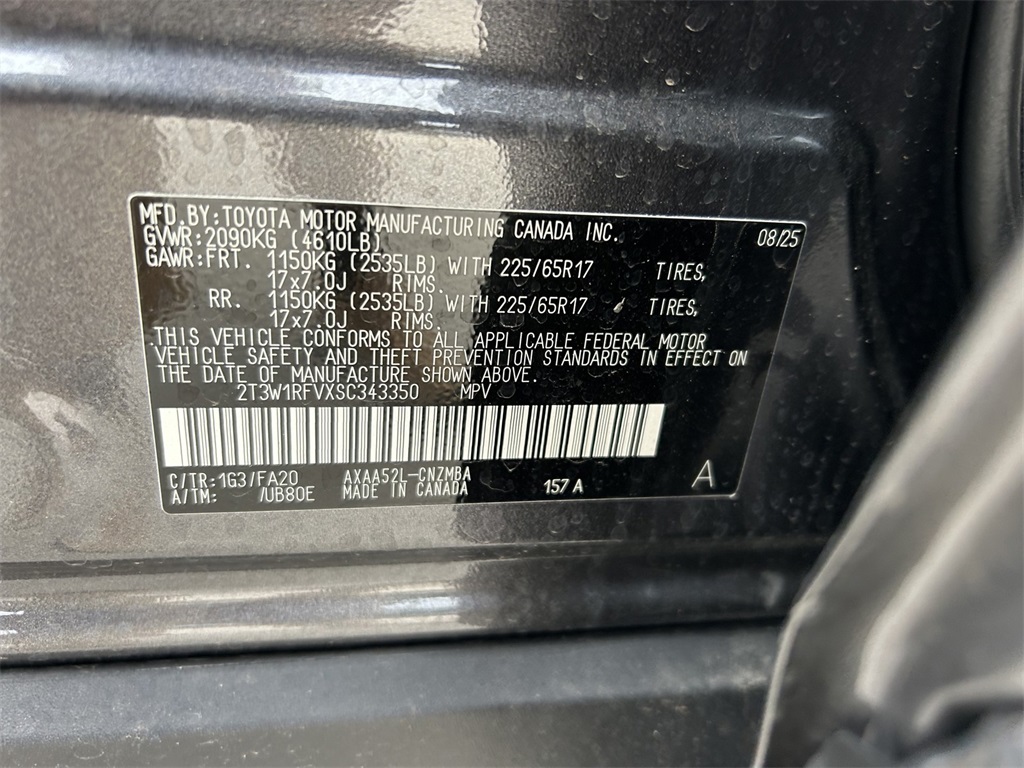 MFD.BY:TOYOTA MOTOR MANUFACTURING CANADA INC. 08/25
GVWR:2090KG (4610LB)
GAWR:FRT. 1150KG (2535LB) WITH 225/65R17 TIRES,
17x7.0J RIMS.
RR. 1150KG (2535LB) WITH 225/65R17 TIRES,
17x7.0J RIMS.
THIS VEHICLE CONFORMS TO ALL APPLICABLE FEDERAL MOTOR
VEHICLE SAFETY AND THEFT PREVENTION STANDARDS IN EFFECT ON
THE DATE OF MANUFACTURE SHOWN ABOVE.
2T3W1RFVXSC343350 MPV
C/TR:1G3/FA20 AXAA52L-CNZMBA
A/TM: /UB80E MADE IN CANADA 157 A A